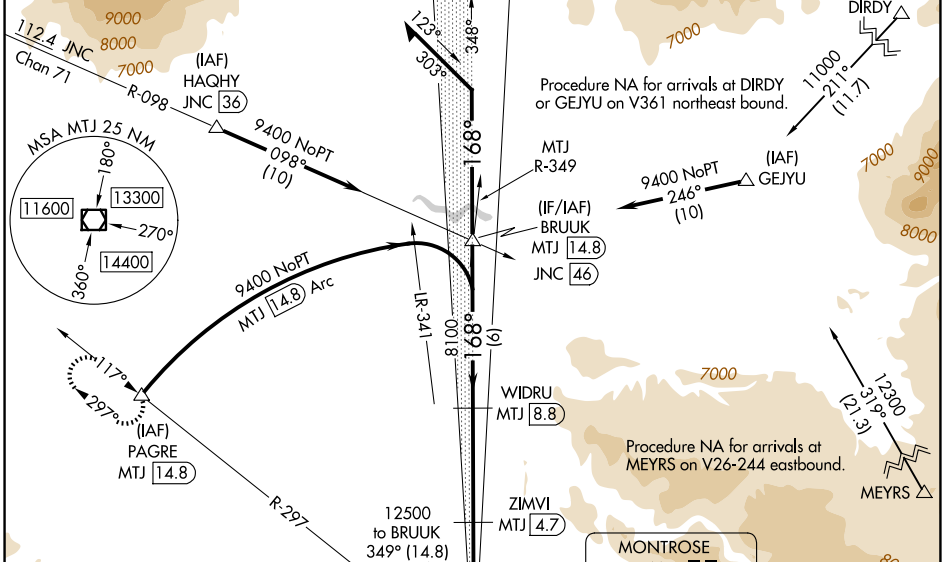 9000
8000
7000
112.4 JNC
Chan 71
R-098
(IAF)
HAQHY
JNC 36
9400 NoPT
098°
(10)
123°
303°
348°
168°
7000
DIRDY
11000
211°
(11.7)
Procedure NA for arrivals at DIRDY
or GEJYU on V361 northeast bound.
MTJ
R-349
(IAF)
GEJYU
9400 NoPT
246°
(10)
7000
9000
8000
MSA MTJ 25 NM
180°
11600
13300
270°
14400
360°
(IF/IAF)
BRUUK
MTJ 14.8
JNC 46
9400 NoPT
MTJ 14.8 Arc
LR-341
8100
168°
(6)
117°
297°
(IAF)
PAGRE
MTJ 14.8
R-297
WIDRU
MTJ 8.8
7000
12300
319°
(21.3)
Procedure NA for arrivals at
MEYRS on V26-244 eastbound.
MEYRS
12500
to BRUUK
349° (14.8)
ZIMVI
MTJ 4.7
MONTROSE